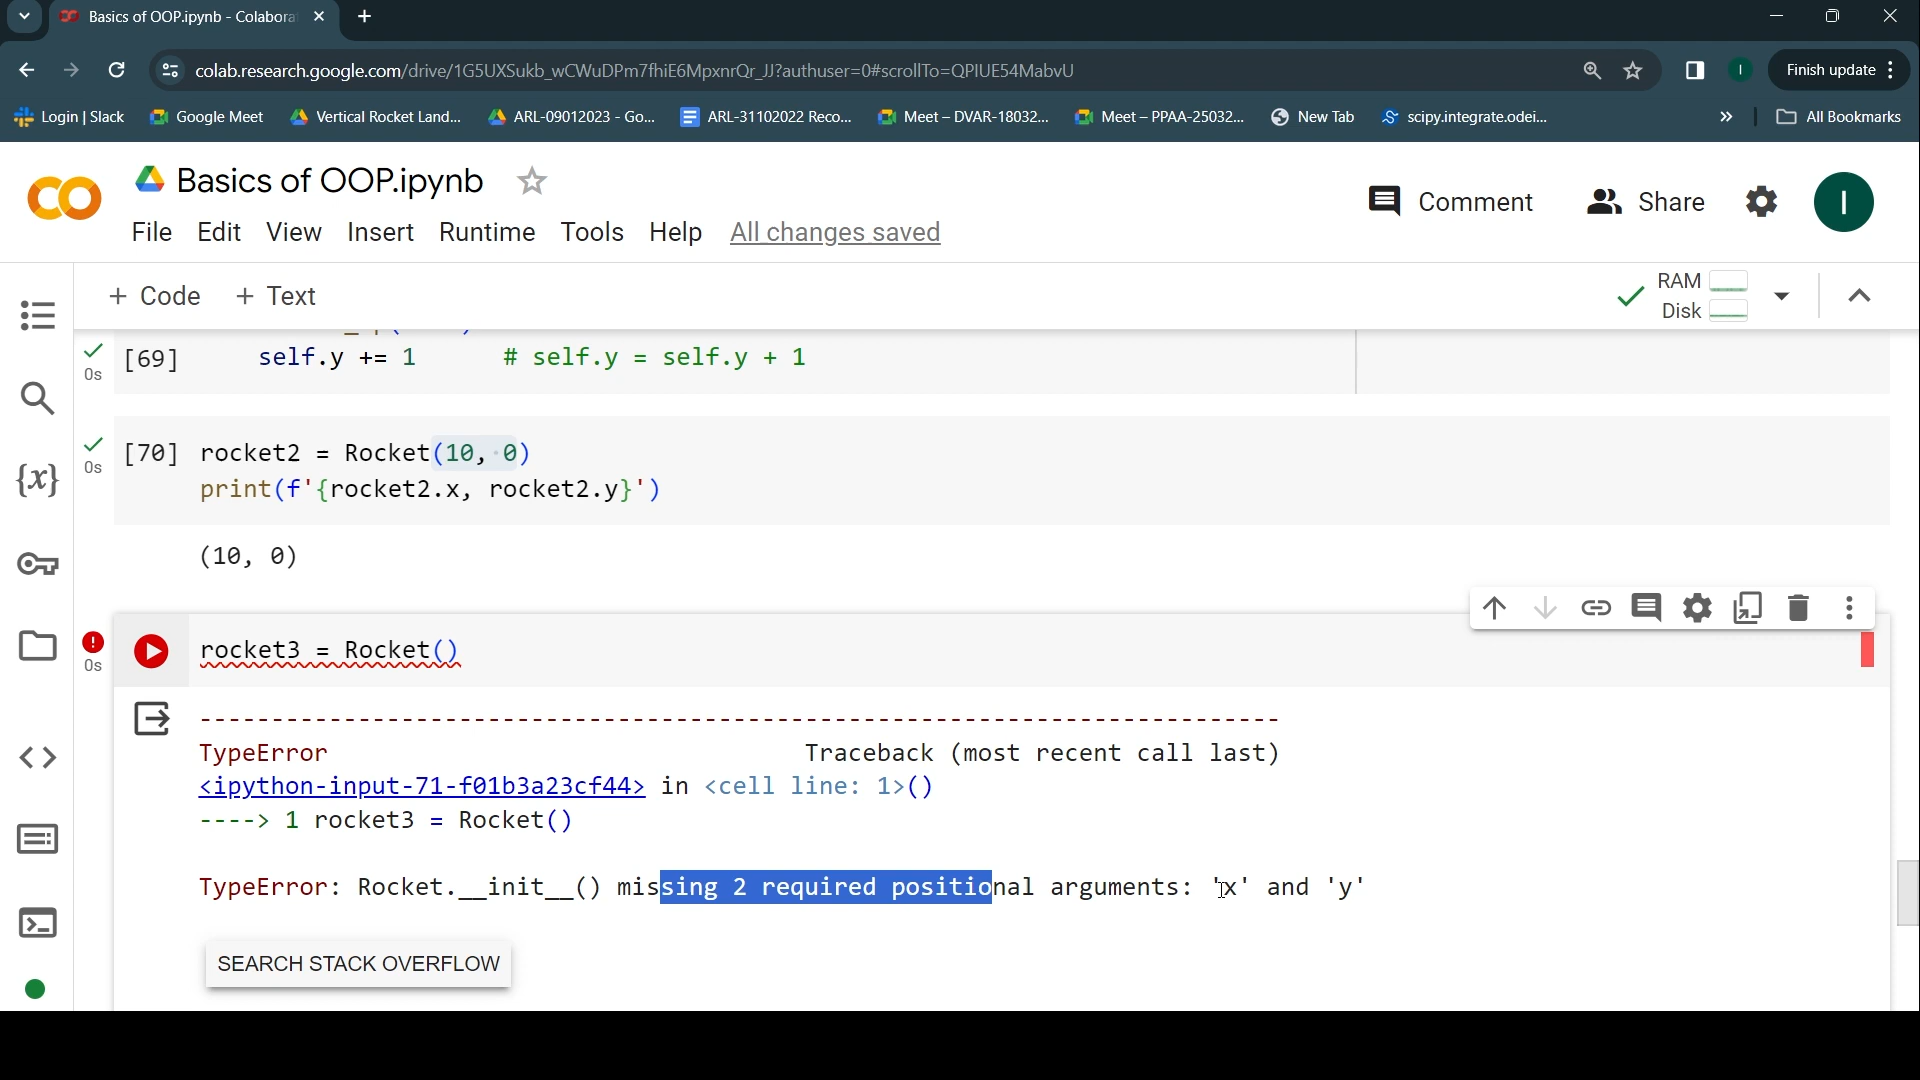 Basics of OOP.ipynb - Colabora
colab.research.google.com/drive/1G5UXSukb_wCWuDPm7fhiE6MpxnrQr_JJ?authuser=0#scrollTo=QPIUE54MabvU
I
Finish update
Login | Slack
Google Meet
Vertical Rocket Land...
ARL-09012023 - Go...
ARL-31102022 Reco...
Meet – DVAR-18032...
Meet – PPAA-25032...
New Tab
scipy.integrate.odei...
»
All Bookmarks
Basics of OOP.ipynb
Comment
Share
I
File Edit View Insert Runtime Tools Help All changes saved
+ Code + Text
RAM
Disk
{x}
[69] self.y += 1 # self.y = self.y + 1
0s
[70] rocket2 = Rocket(10, 0)
0s
print(f'{rocket2.x, rocket2.y}')
(10, 0)
rocket3 = Rocket()
0s
---------------------------------------------------------------------------
TypeError Traceback (most recent call last)
<ipython-input-71-f01b3a23cf44> in <cell line: 1>()
----> 1 rocket3 = Rocket()
TypeError: Rocket.__init__() missing 2 required positional arguments: 'x' and 'y'
SEARCH STACK OVERFLOW